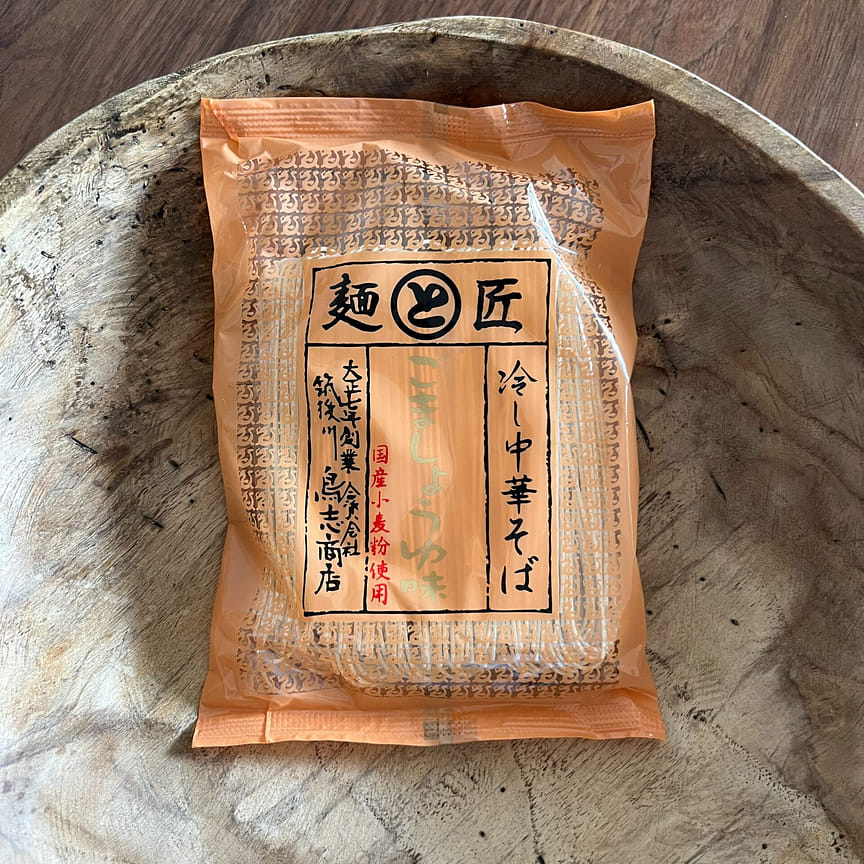 麺 と 匠
冷し中華そば
ごましょうゆ味
国産小麦粉使用
大正七年創業 合資会社
筑後川 鳥志商店